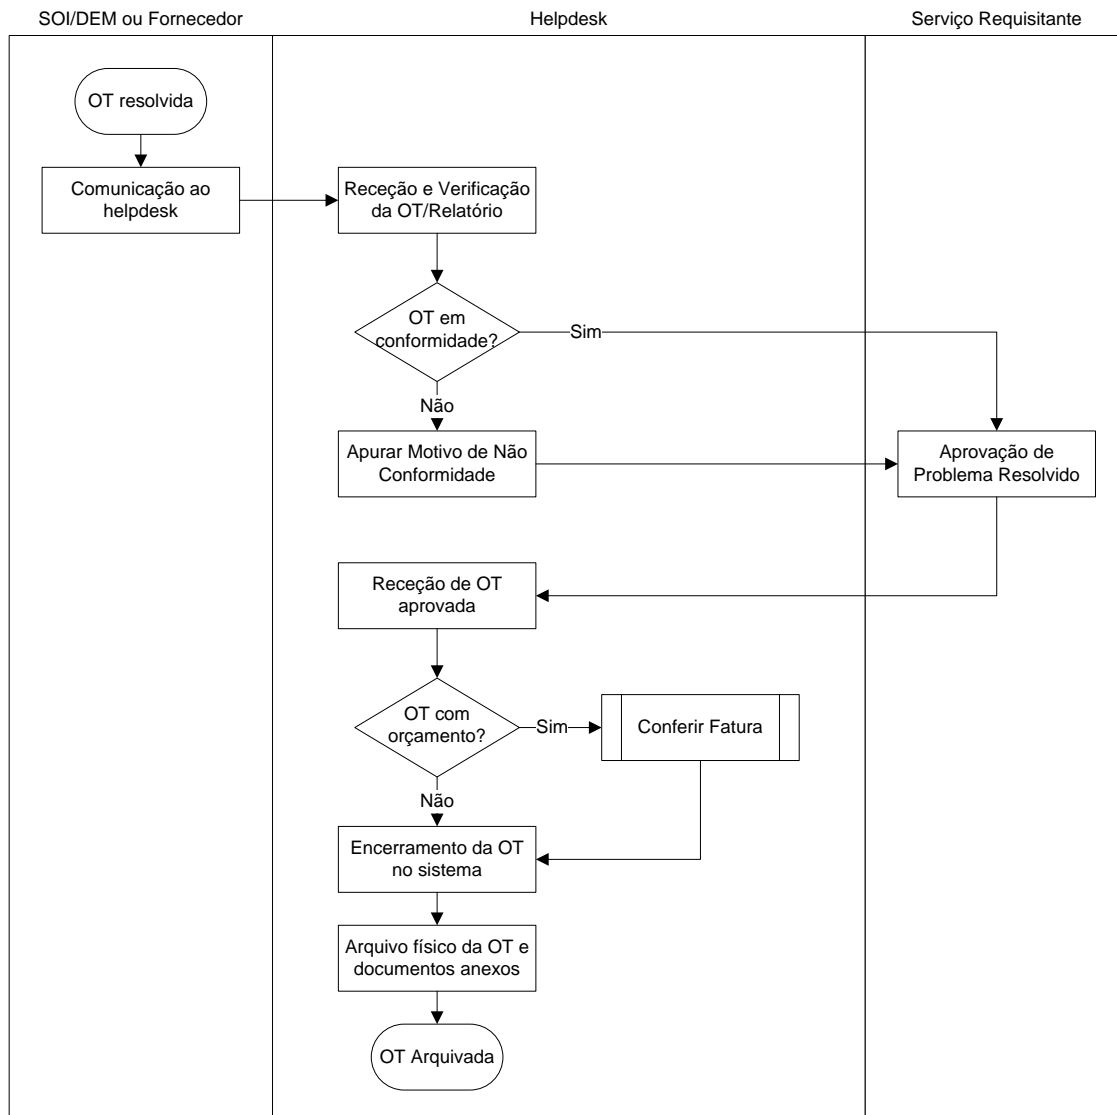 SOI/DEM ou Fornecedor
Helpdesk
Serviço Requisitante
OT resolvida
Comunicação ao
helpdesk
Receção e Verificação
da OT/Relatório
OT em
conformidade?
Sim
Não
Apurar Motivo de Não
Conformidade
Aprovação de
Problema Resolvido
Receção de OT
aprovada
OT com
orçamento?
Sim
Conferir Fatura
Não
Encerramento da OT
no sistema
Arquivo físico da OT e
documentos anexos
OT Arquivada